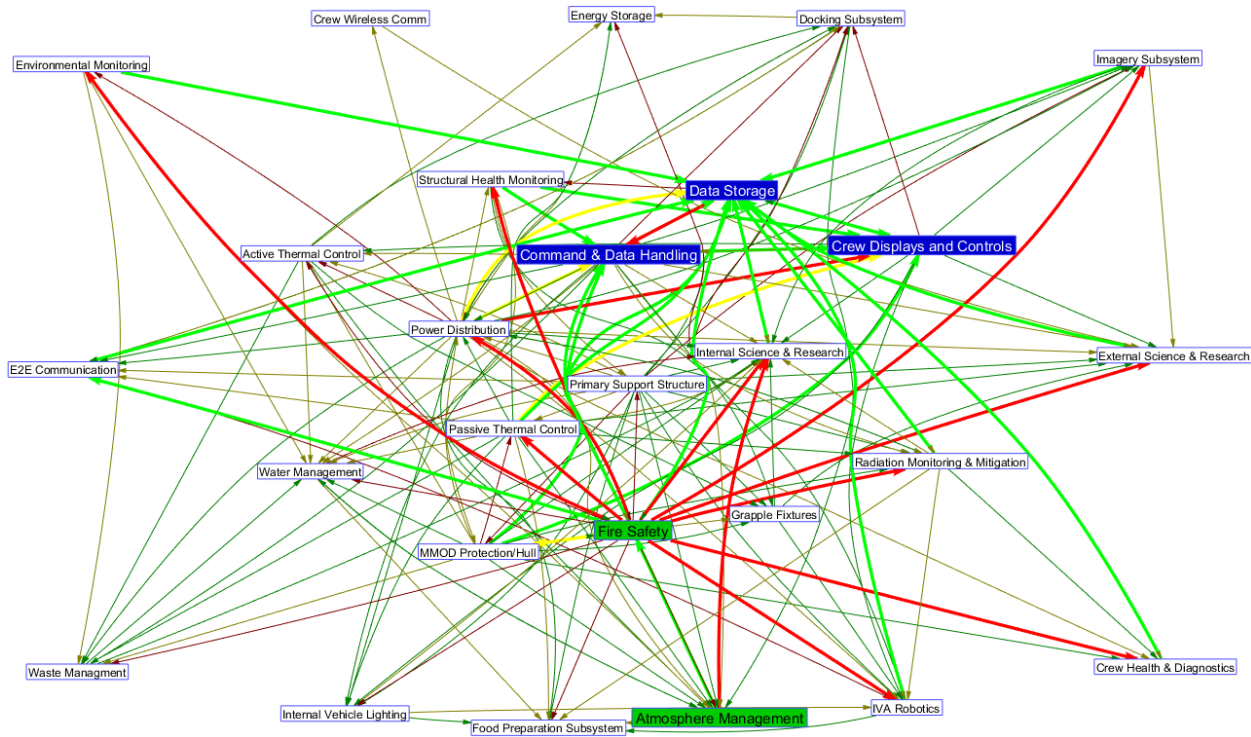 Crew Wireless Comm
Energy Storage
Docking Subsystem
Environmental Monitoring
Imagery Subsystem
Structural Health Monitoring
Data Storage
Active Thermal Control
Command & Data Handling
Crew Displays and Controls
Power Distribution
Internal Science & Research
External Science & Research
E2E Communication
Primary Support Structure
Passive Thermal Control
Water Management
Radiation Monitoring & Mitigation
Grapple Fixtures
Fire Safety
MMOD Protection/Hull
Waste Managment
Crew Health & Diagnostics
Internal Vehicle Lighting
IVA Robotics
Food Preparation Subsystem
Atmosphere Management